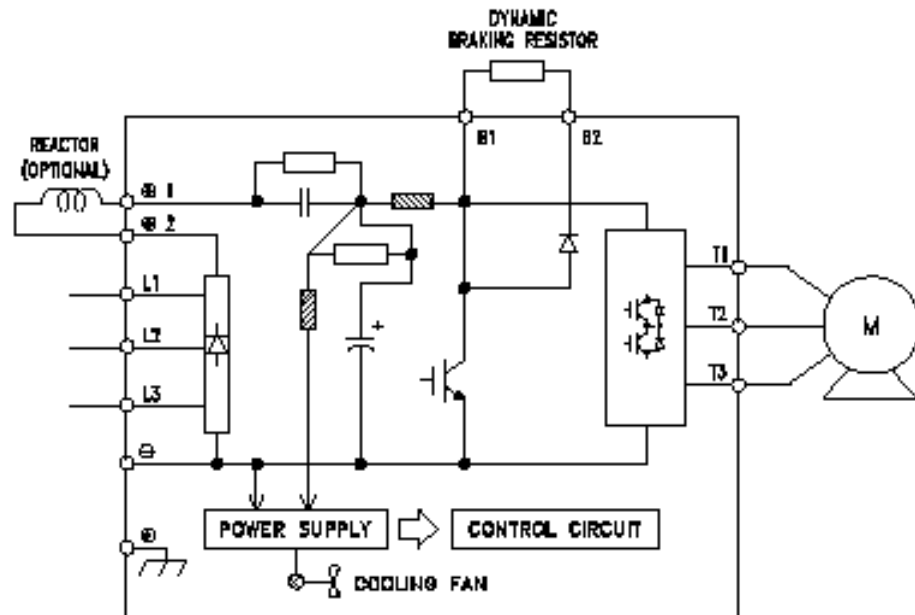 DYNAMIC
BRAKING RESISTOR
B1
B2
REACTOR
(OPTIONAL)
⊕ 1
⊕ 2
L1
L2
L3
⊖
T1
T2
T3
M
+
POWER SUPPLY
CONTROL CIRCUIT
COOLING FAN